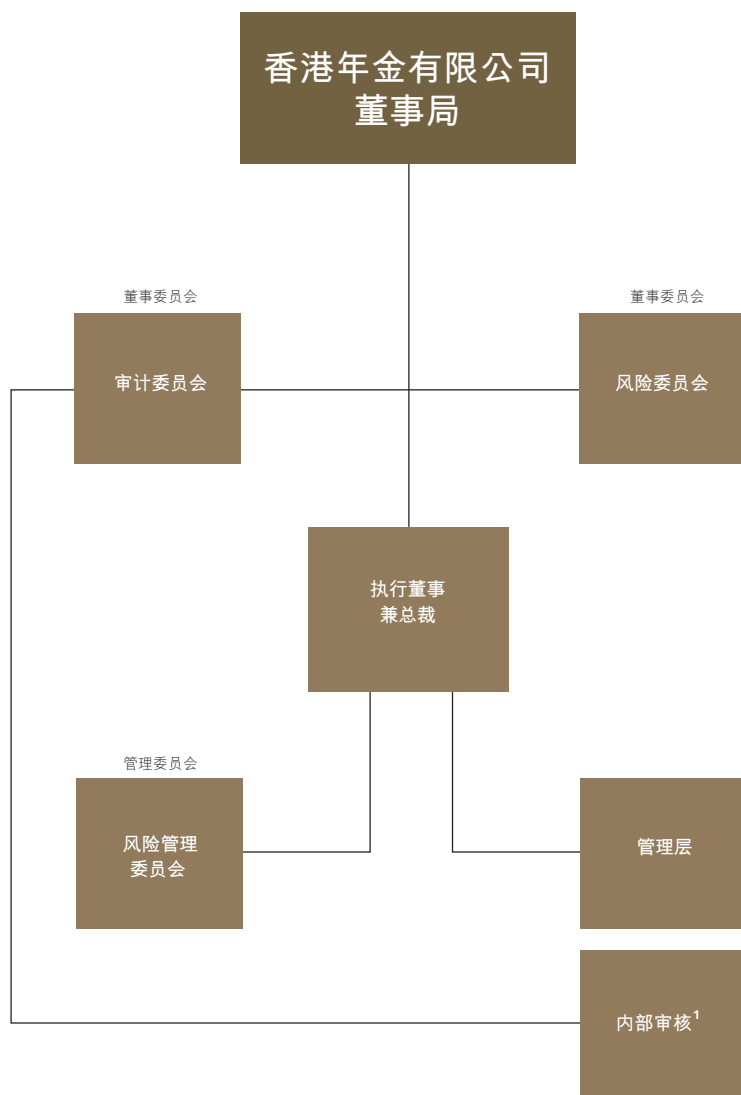 香港年金有限公司
董事局
董事委员会
董事委员会
审计委员会
风险委员会
执行董事
兼总裁
管理委员会
风险管理
委员会
管理层
内部审核¹